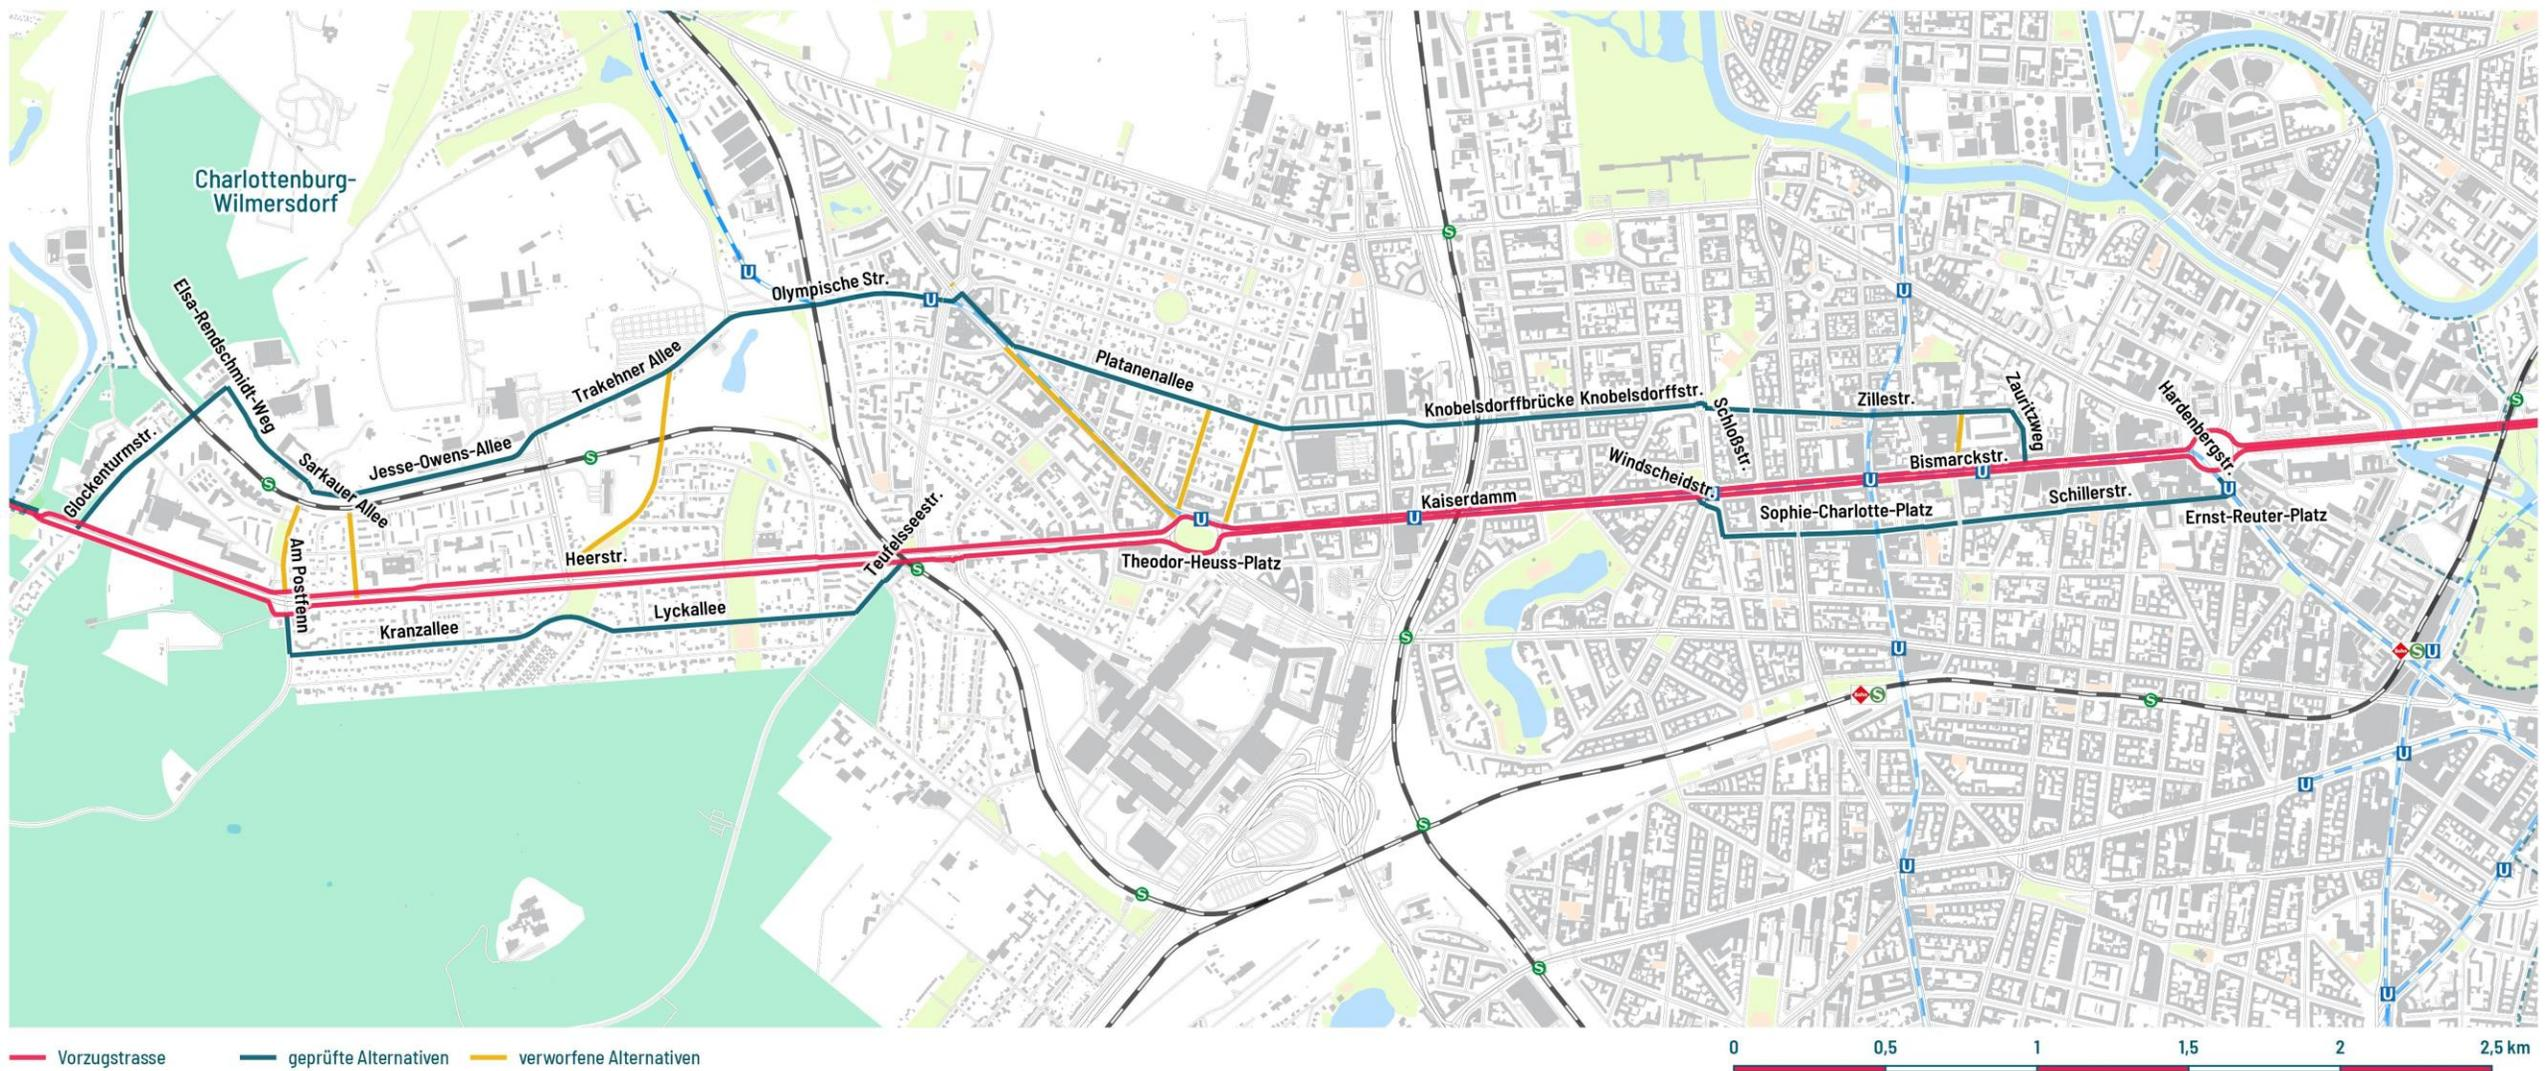 Charlottenburg-
Wilmersdorf
Elsa-Rendschmidt-Weg
Glockenturmstr.
Sarkauer Allee
Jesse-Owens-Allee
Trakehner Allee
Olympische Str.
U
U
Platanenallee
Knobelsdorffbrücke Knobelsdorffstr.
Schloßstr.
Zillestr.
Zauritzweg
Hardenbergstr.
Windscheidstr.
Bismarckstr.
Kaiserdamm
Sophie-Charlotte-Platz
Schillerstr.
Ernst-Reuter-Platz
Theodor-Heuss-Platz
Teufelsseestr.
Heerstr.
Am Postfenn
Kranzallee
Lyckallee
S
S
S
S
S
S
S
S
S
S
S
S
U
U
U
U
U
U
U
U
U
U
U
U
U
U
Vorzugstrasse
geprüfte Alternativen
verworfene Alternativen
0
0,5
1
1,5
2
2,5 km